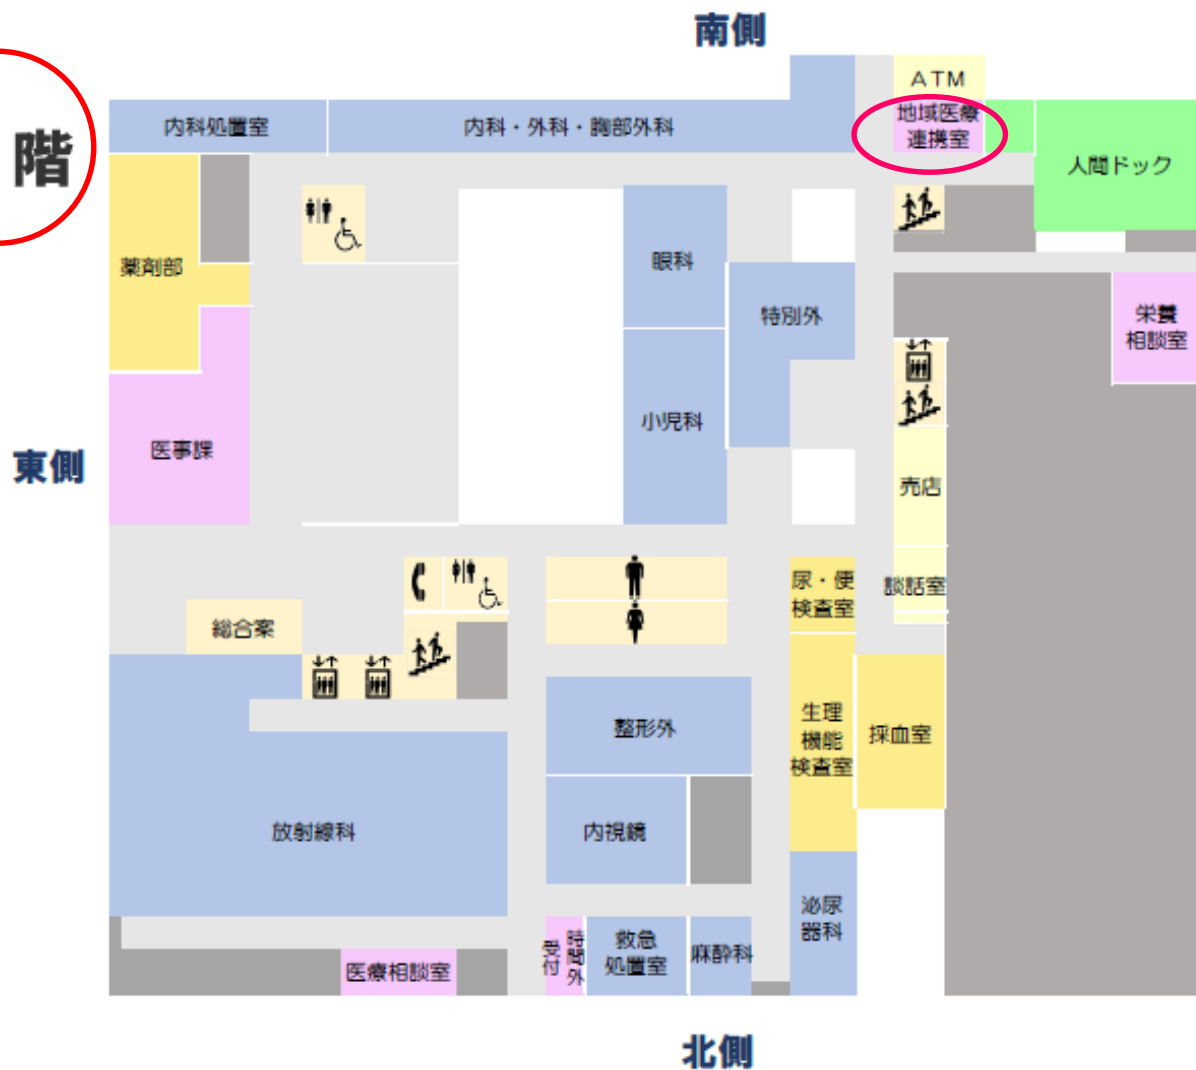 南側
階
ATM
地域医療
連携室
内科処置室
内科・外科・胸部外科
人間ドック
薬剤部
眼科
特別外
栄養
相談室
小児科
医事課
東側
売店
尿・便
検査室
談話室
総合案
整形外
生理
機能
検査室
採血室
放射線科
内視鏡
泌尿
器科
時間外
受付
救急
処置室
麻酔科
医療相談室
北側